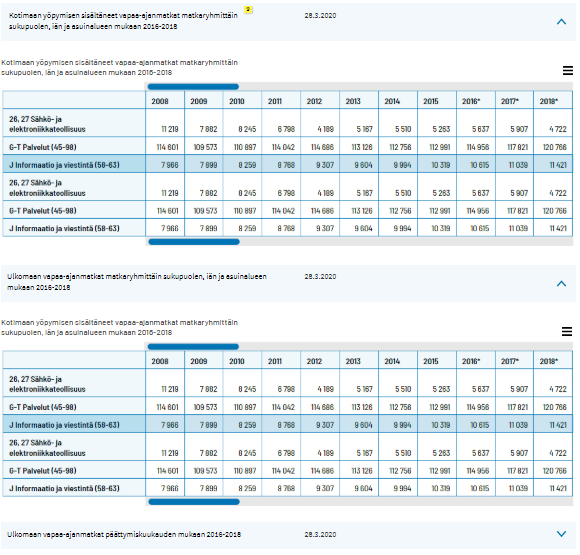 Kotimaan yöpymisen sisältäneet vapaa-ajanmatkat matkaryhmittäin 28.3.2020
sukupuolen, iän ja asuinalueen mukaan 2016-2018
Kotimaan yöpymisen sisältäneet vapaa-ajanmatkat matkaryhmittäin
sukupuolen, iän ja asuinalueen mukaan 2016-2018
2008 2009 2010 2011 2012 2013 2014 2015 2016* 2017* 2018*
26, 27 Sähkö- ja
elektroniikkateollisuus 11 219 7 882 8 245 6 798 4 189 5 167 5 510 5 263 5 637 5 907 4 722
G-T Palvelut (45-98) 114 601 109 573 110 897 114 042 114 686 113 126 112 756 112 991 114 956 117 821 120 766
J Informaatio ja viestintä (58-63) 7 966 7 899 8 259 8 768 9 307 9 604 9 994 10 319 10 615 11 039 11 421
26, 27 Sähkö- ja
elektroniikkateollisuus 11 219 7 882 8 245 6 798 4 189 5 167 5 510 5 263 5 637 5 907 4 722
G-T Palvelut (45-98) 114 601 109 573 110 897 114 042 114 686 113 126 112 756 112 991 114 956 117 821 120 766
J Informaatio ja viestintä (58-63) 7 966 7 899 8 259 8 768 9 307 9 604 9 994 10 319 10 615 11 039 11 421
Ulkomaan vapaa-ajanmatkat matkaryhmittäin sukupuolen, iän ja asuinalueen 28.3.2020
mukaan 2016-2018
Kotimaan yöpymisen sisältäneet vapaa-ajanmatkat matkaryhmittäin
sukupuolen, iän ja asuinalueen mukaan 2016-2018
2008 2009 2010 2011 2012 2013 2014 2015 2016* 2017* 2018*
26, 27 Sähkö- ja
elektroniikkateollisuus 11 219 7 882 8 245 6 798 4 189 5 167 5 510 5 263 5 637 5 907 4 722
G-T Palvelut (45-98) 114 601 109 573 110 897 114 042 114 686 113 126 112 756 112 991 114 956 117 821 120 766
J Informaatio ja viestintä (58-63) 7 966 7 899 8 259 8 768 9 307 9 604 9 994 10 319 10 615 11 039 11 421
26, 27 Sähkö- ja
elektroniikkateollisuus 11 219 7 882 8 245 6 798 4 189 5 167 5 510 5 263 5 637 5 907 4 722
G-T Palvelut (45-98) 114 601 109 573 110 897 114 042 114 686 113 126 112 756 112 991 114 956 117 821 120 766
J Informaatio ja viestintä (58-63) 7 966 7 899 8 259 8 768 9 307 9 604 9 994 10 319 10 615 11 039 11 421
Ulkomaan vapaa-ajanmatkat päättymiskuukauden mukaan 2016-2018 28.3.2020